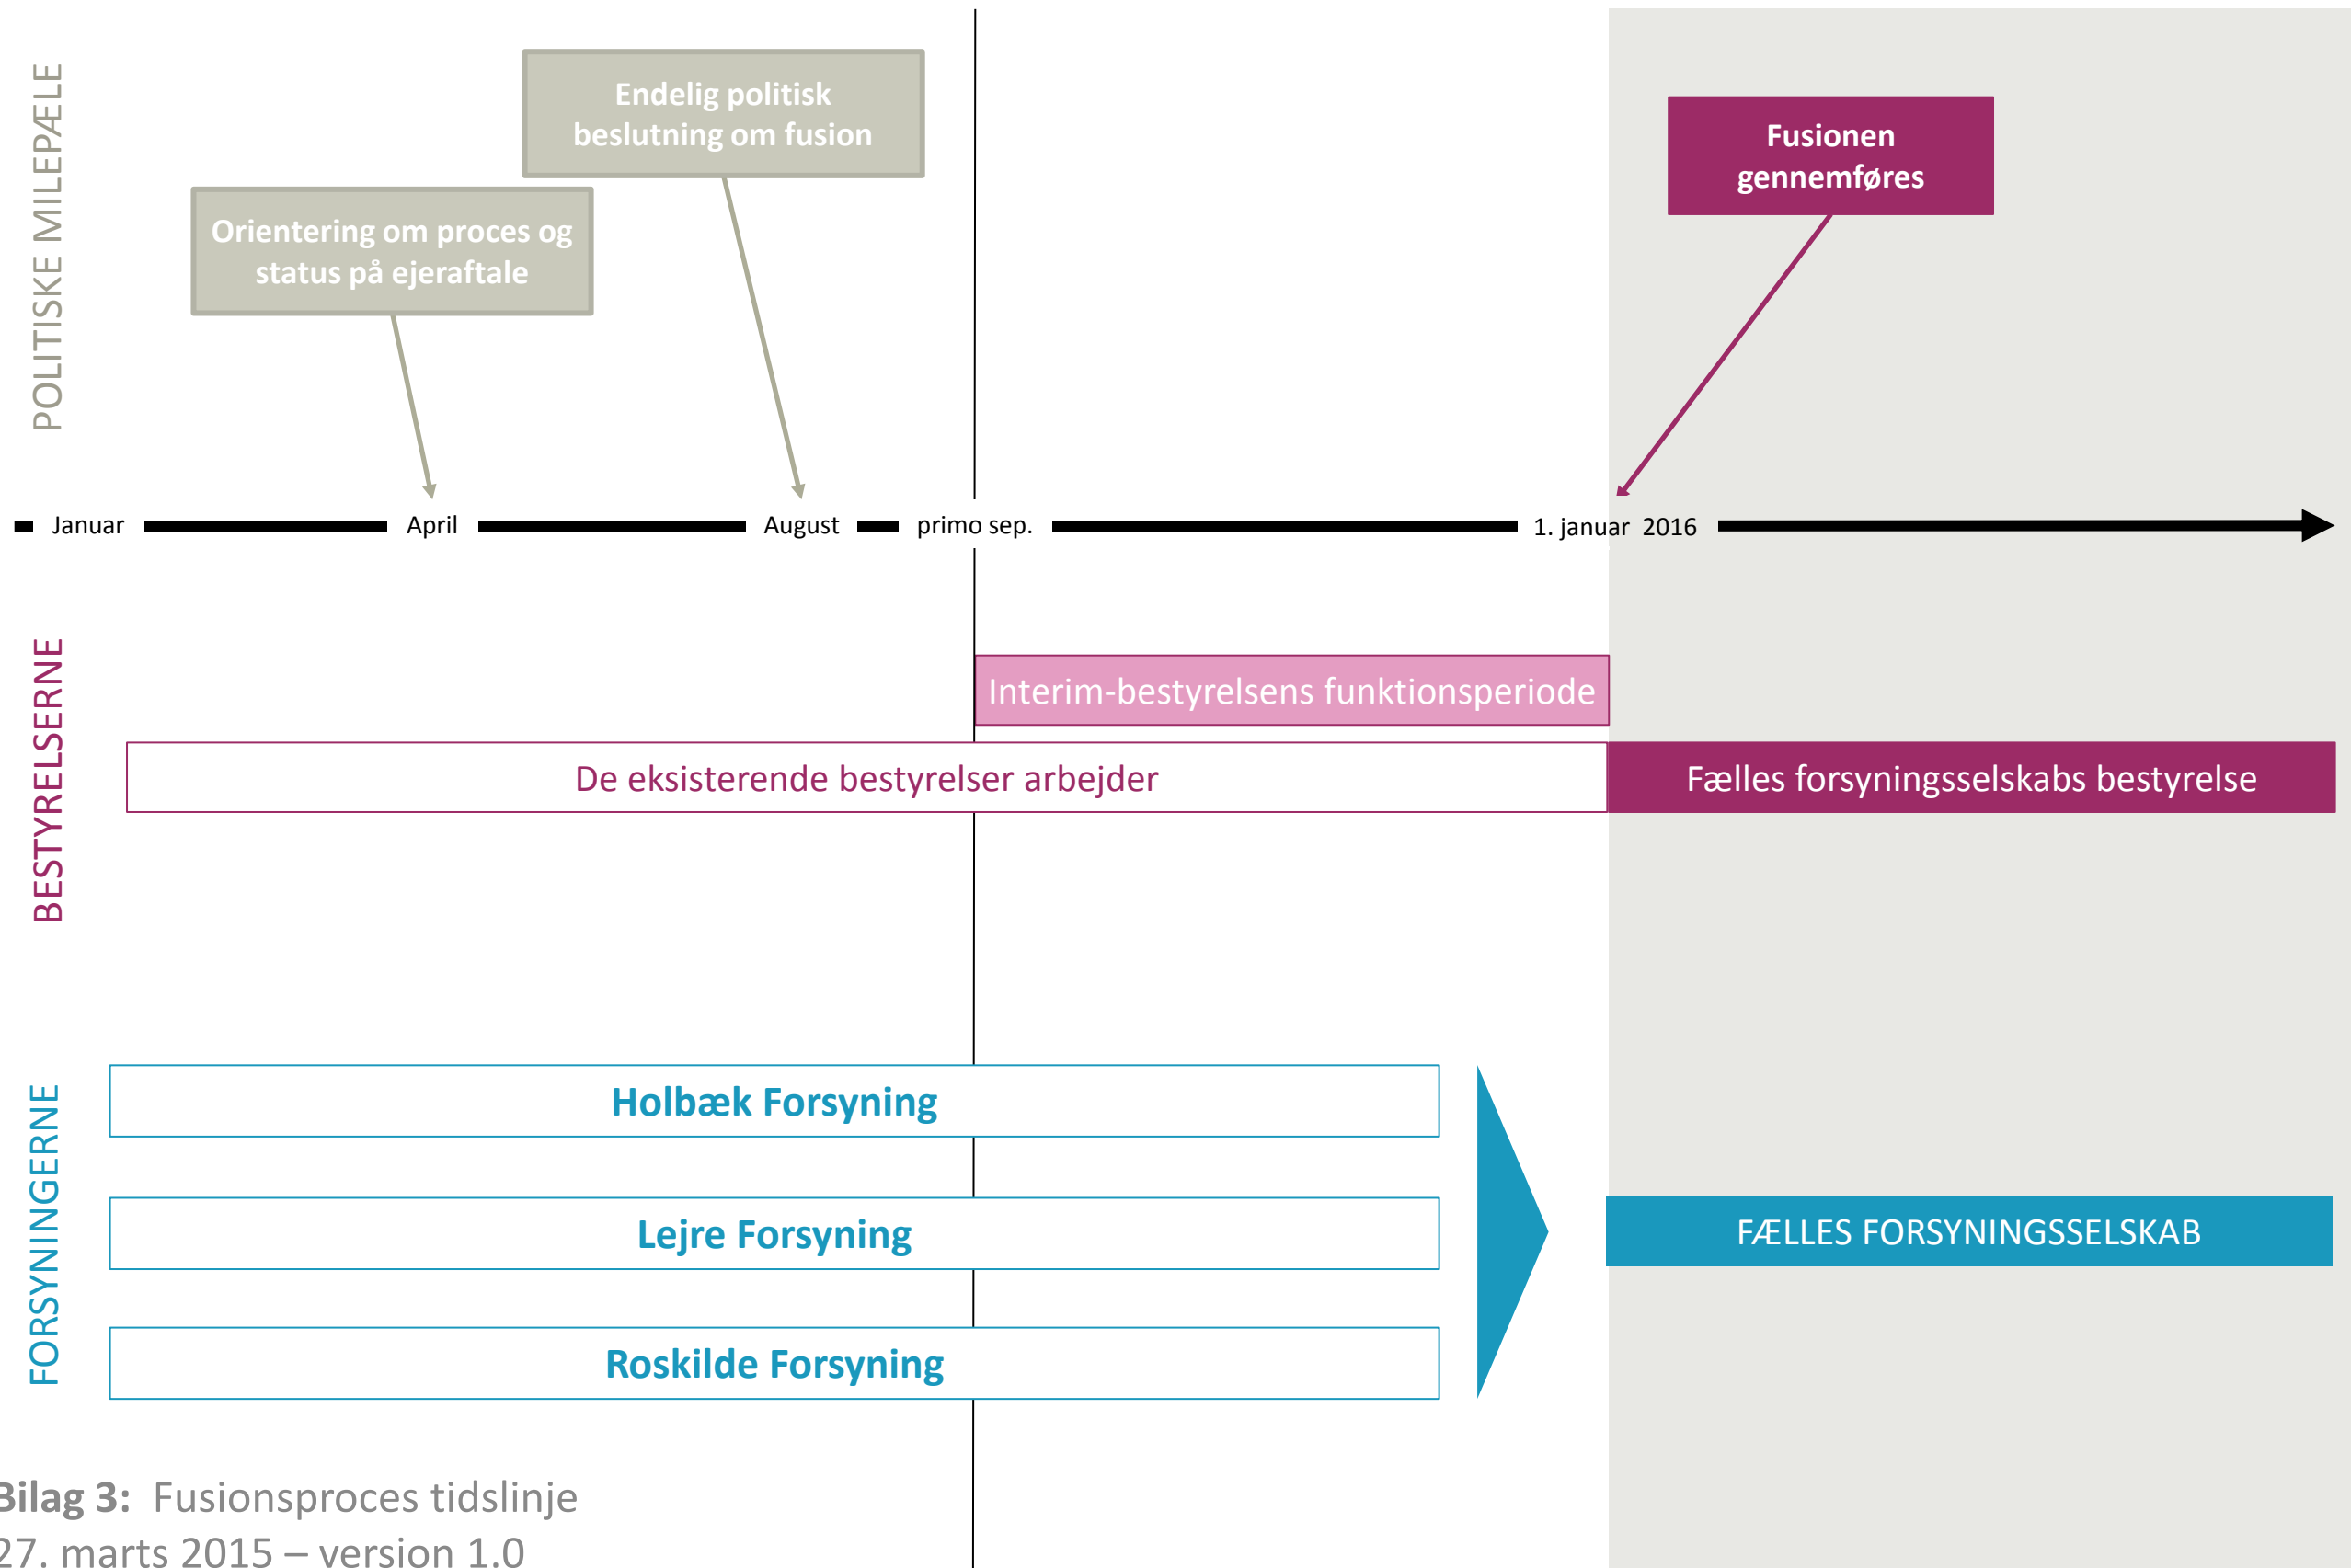 POLITISKE MILEPÆLE
Endelig politisk
beslutning om fusion
Orientering om proces og
status på ejeraftale
Fusionen
gennemføres
Januar
April
August
primo sep.
1. januar 2016
BESTYRELSERNE
Interim-bestyrelsens funktionsperiode
De eksisterende bestyrelser arbejder
Fælles forsyningsselskabs bestyrelse
FORSYNINGERNE
Holbæk Forsyning
Lejre Forsyning
FÆLLES FORSYNINGSSELSKAB
Roskilde Forsyning
Bilag 3: Fusionsproces tidslinje
27. marts 2015 – version 1.0